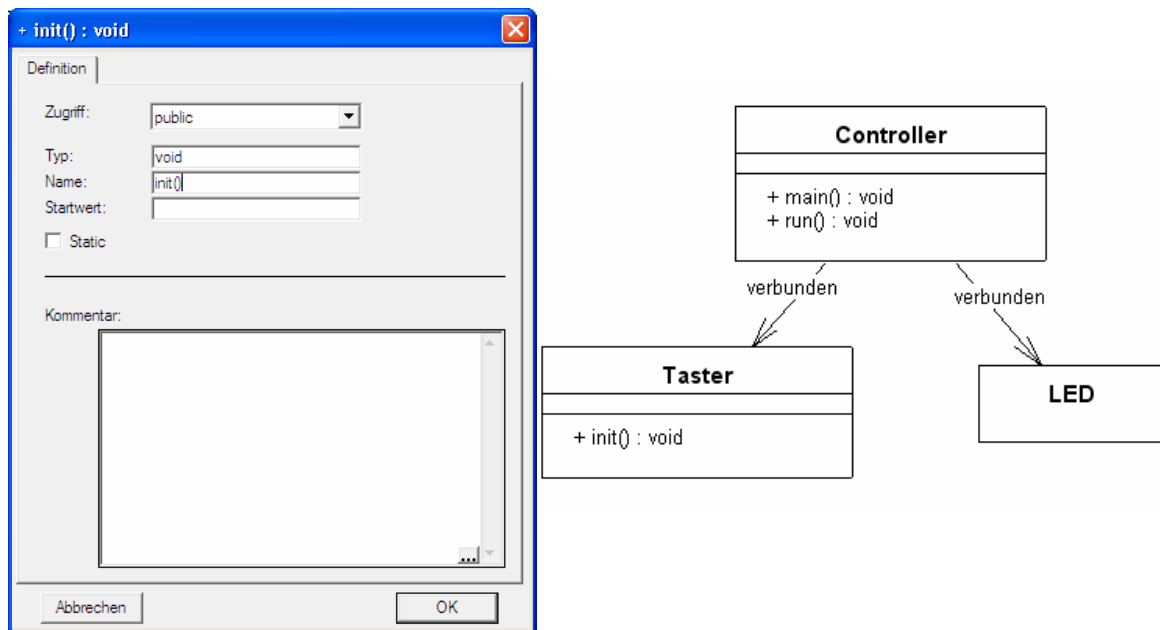 + init() : void
Definition
Zugriff:
public
Typ:
void
Name:
init()
Startwert:
Static
Kommentar:
...
Abbrechen
OK
Controller
+ main() : void
+ run() : void
verbunden
verbunden
Taster
+ init() : void
LED